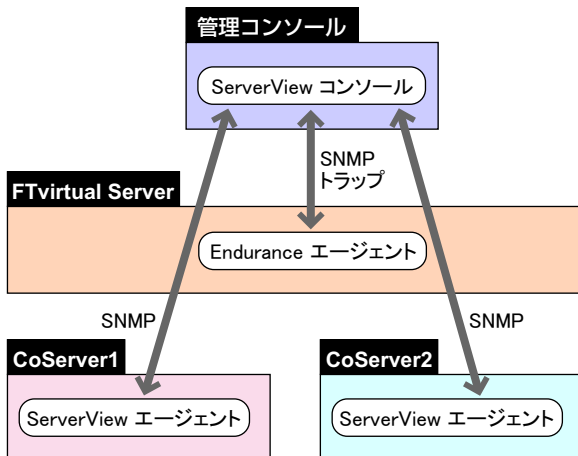 管理コンソール
ServerView コンソール
SNMP
トラップ
FTvirtual Server
Endurance エージェント
SNMP
SNMP
CoServer1
CoServer2
ServerView エージェント
ServerView エージェント